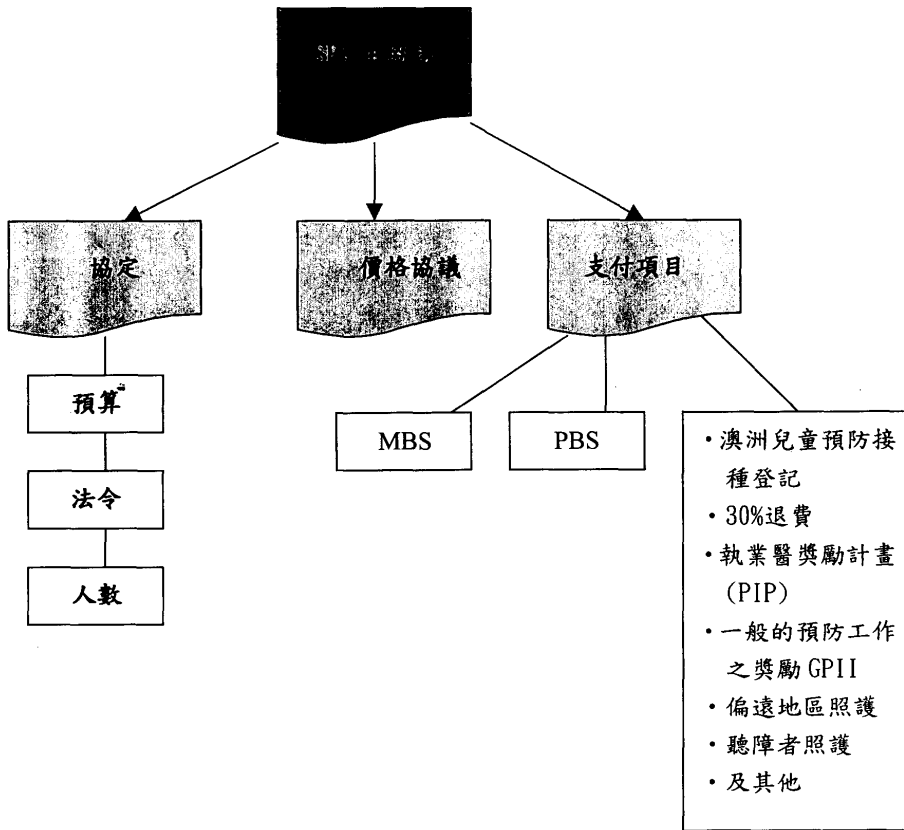 協定
價格協議
支付項目
預算
法令
人數
MBS
PBS
・澳洲兒童預防接
種登記
・30%退費
・執業醫獎勵計畫
(PIP)
・一般的預防工作
之獎勵 GPII
・偏遠地區照護
・聽障者照護
・及其他